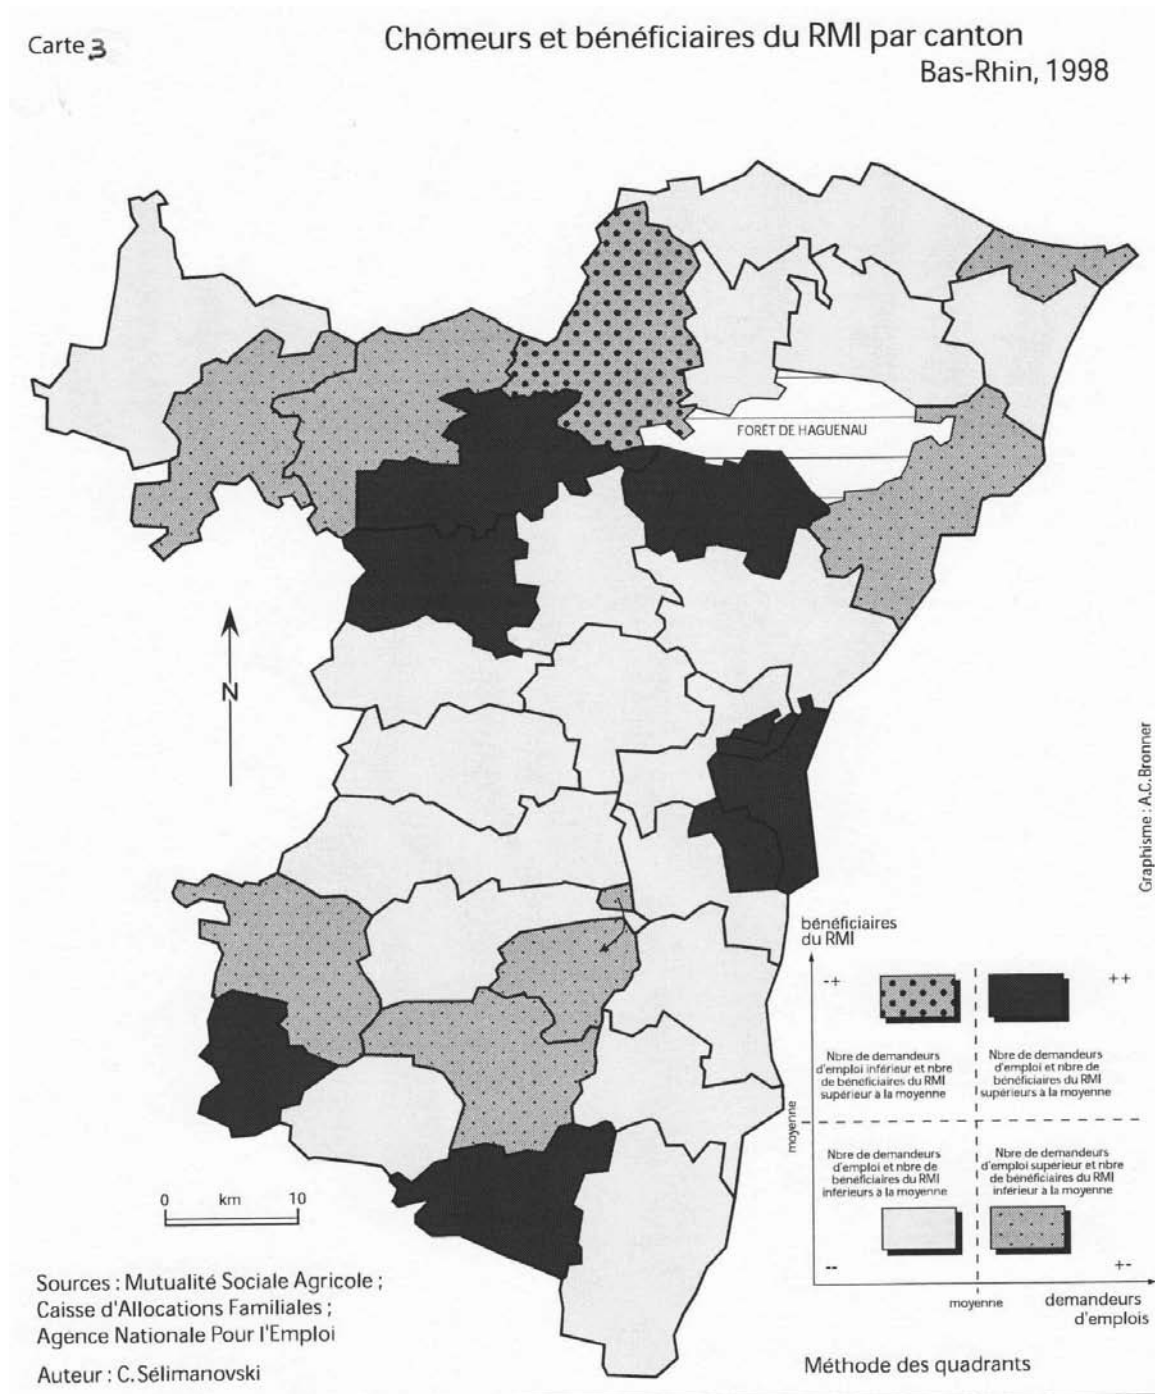 Carte 3
Chômeurs et bénéficiaires du RMI par canton
Bas-Rhin, 1998
FORÊT DE HAGUENAU
N
Graphisme : A.C.Bronner
bénéficiaires
du RMI
-+
++
Nbre de demandeurs
d'emploi inférieur et nbre
de bénéficiaires du RMI
supérieur à la moyenne
Nbre de demandeurs
d'emploi et nbre de
bénéficiaires du RMI
supérieurs à la moyenne
moyenne
Nbre de demandeurs
d'emploi et nbre de
bénéficiaires du RMI
inférieurs à la moyenne
Nbre de demandeurs
d'emploi superieur et nbre
de bénéficiaires du RMI
inférieur à la moyenne
--
+-
moyenne
demandeurs
d'emplois
0 km 10
Sources : Mutualité Sociale Agricole ;
Caisse d'Allocations Familiales ;
Agence Nationale Pour l'Emploi
Auteur : C.Sélimanovski
Méthode des quadrants